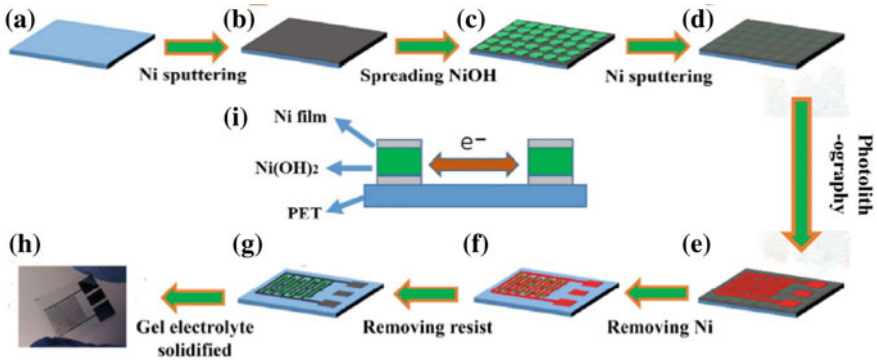 (a)
(b)
(c)
(d)
Ni sputtering
Spreading NiOH
Ni sputtering
(i)
Ni film
Ni(OH)2
PET
e−
Photolith
-ography
(h)
(g)
(f)
(e)
Gel electrolyte
solidified
Removing resist
Removing Ni